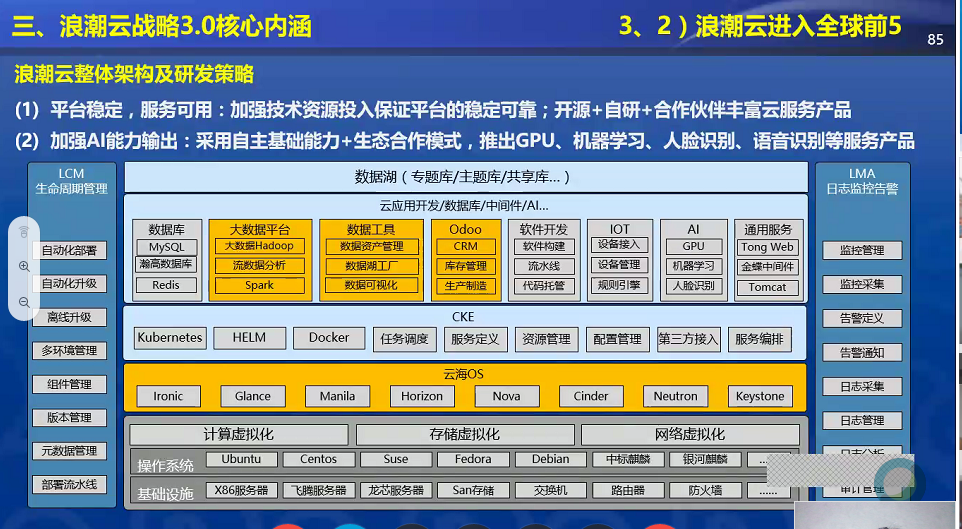 三、浪潮云战略3.0核心内涵
3、2）浪潮云进入全球前5
85
浪潮云整体架构及研发策略
(1) 平台稳定，服务可用：加强技术资源投入保证平台的稳定可靠；开源+自研+合作伙伴丰富云服务产品
(2) 加强AI能力输出：采用自主基础能力+生态合作模式，推出GPU、机器学习、人脸识别、语音识别等服务产品
LCM
生命周期管理
自动化部署
自动化升级
离线升级
多环境管理
组件管理
版本管理
元数据管理
部署流水线
数据湖（专题库/主题库/共享库...）
云应用开发/数据库/中间件/AI...
数据库
MySQL
瀚高数据库
Redis
大数据平台
大数据Hadoop
流数据分析
Spark
数据工具
数据资产管理
数据湖工厂
数据可视化
Odoo
CRM
库存管理
生产制造
软件开发
软件构建
流水线
代码托管
IOT
设备接入
设备管理
规则引擎
AI
GPU
机器学习
人脸识别
通用服务
Tong Web
金蝶中间件
Tomcat
CKE
Kubernetes
HELM
Docker
任务调度
服务定义
资源管理
配置管理
第三方接入
服务编排
云海OS
Ironic
Glance
Manila
Horizon
Nova
Cinder
Neutron
Keystone
计算虚拟化
存储虚拟化
网络虚拟化
操作系统
Ubuntu
Centos
Suse
Fedora
Debian
中标麒麟
银河麒麟
基础设施
X86服务器
飞腾服务器
龙芯服务器
San存储
交换机
路由器
防火墙
......
LMA
日志监控告警
监控管理
监控采集
告警定义
告警通知
日志采集
日志管理